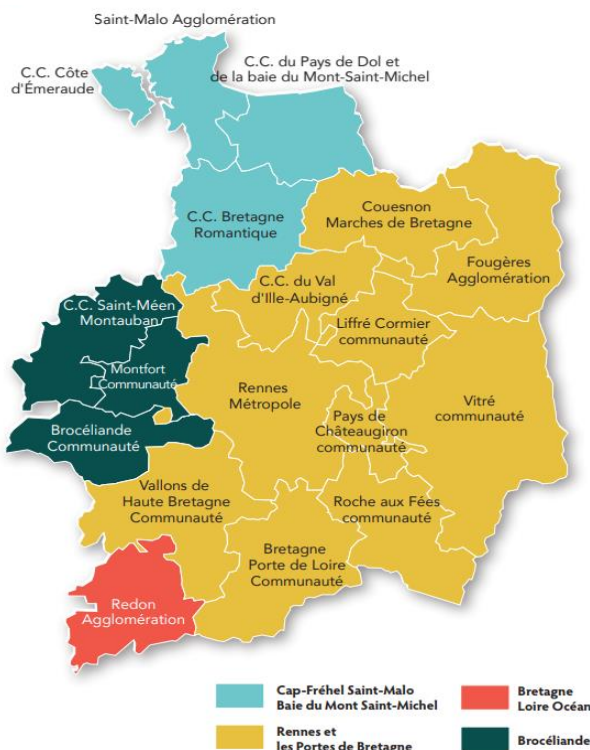 Saint-Malo Agglomération
C.C. du Pays de Dol et
de la baie du Mont-Saint-Michel
C.C. Côte
d'Émeraude
C.C. Bretagne
Romantique
Couesnon
Marches de Bretagne
Fougères
Agglomération
C.C. du Val
d'Ille-Aubigné
C.C. Saint-Méen
Montauban
Liffré Cormier
communauté
Montfort
Communauté
Rennes
Métropole
Vitré
communauté
Pays de
Châteaugiron
communauté
Brocéliande
Communauté
Vallons de
Haute Bretagne
Communauté
Roche aux Fées
communauté
Bretagne
Porte de Loire
Communauté
Redon
Agglomération
Cap-Fréhel Saint-Malo
Baie du Mont Saint-Michel
Bretagne
Loire Océan
Rennes et
les Portes de Bretagne
Brocéliande